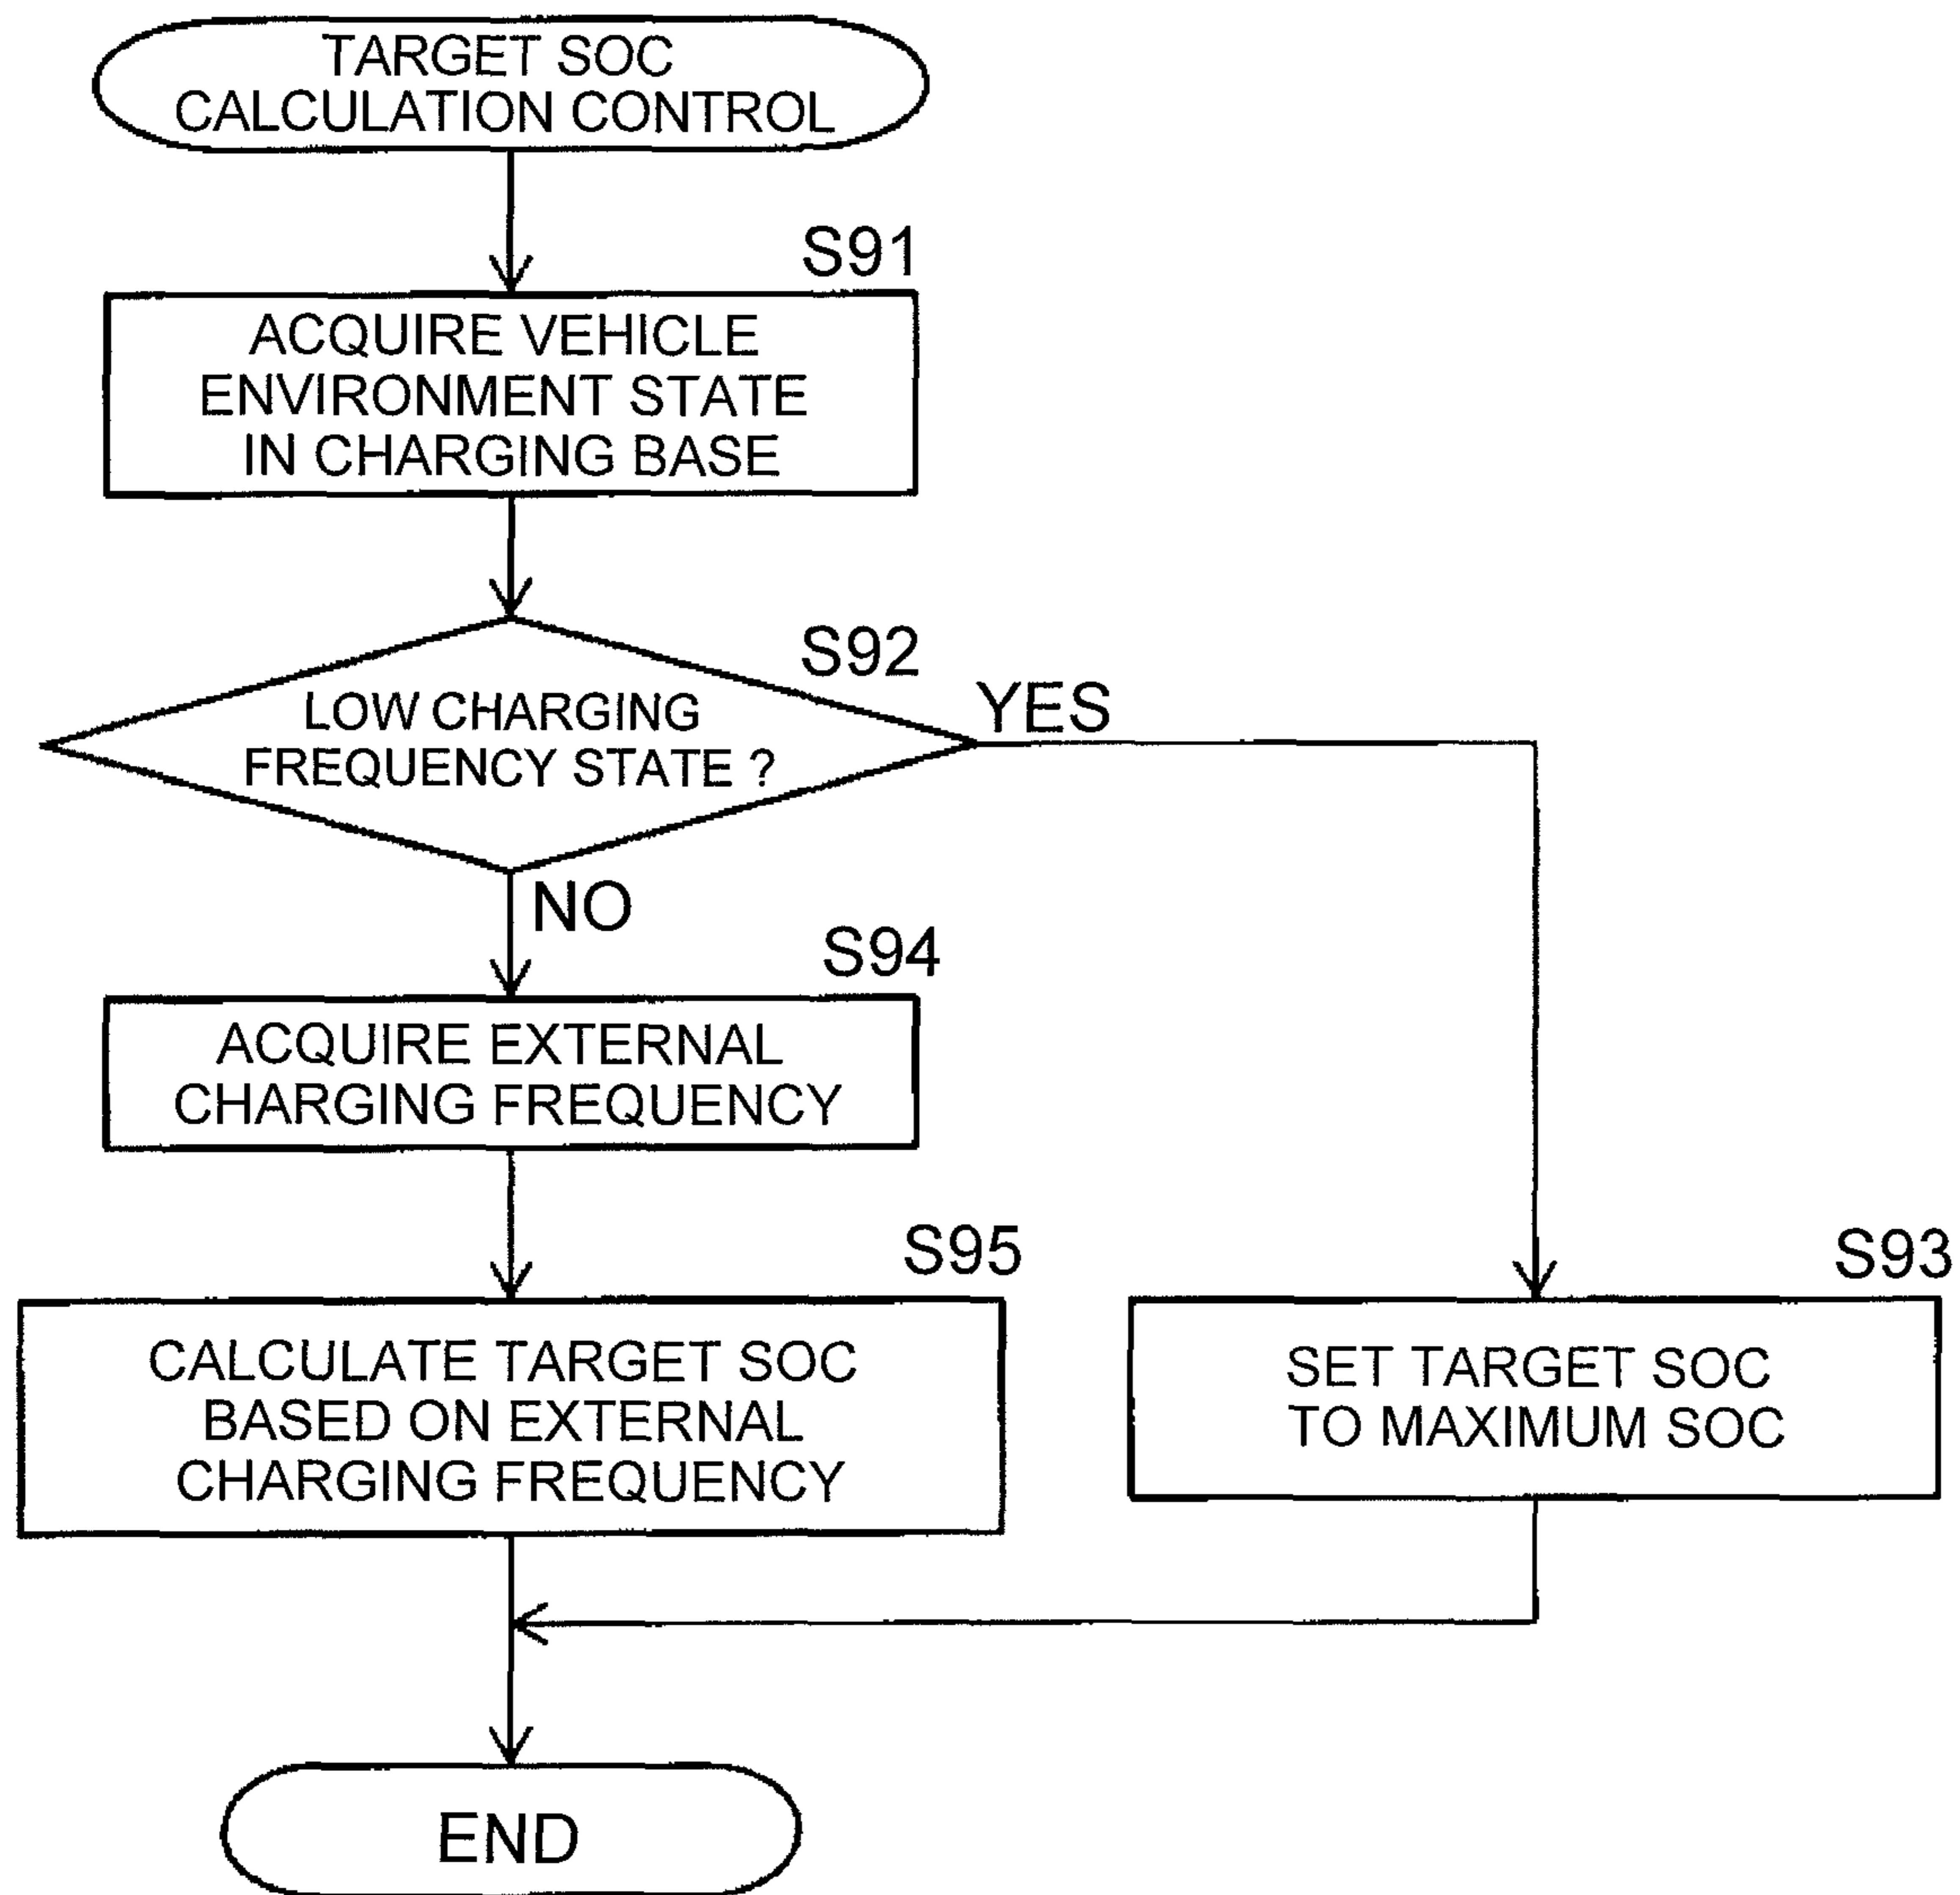 TARGET SOC
CALCULATION CONTROL
S91
ACQUIRE VEHICLE
ENVIRONMENT STATE
IN CHARGING BASE
S92
LOW CHARGING
FREQUENCY STATE ?
YES
NO
S94
ACQUIRE EXTERNAL
CHARGING FREQUENCY
S95
CALCULATE TARGET SOC
BASED ON EXTERNAL
CHARGING FREQUENCY
S93
SET TARGET SOC
TO MAXIMUM SOC
END